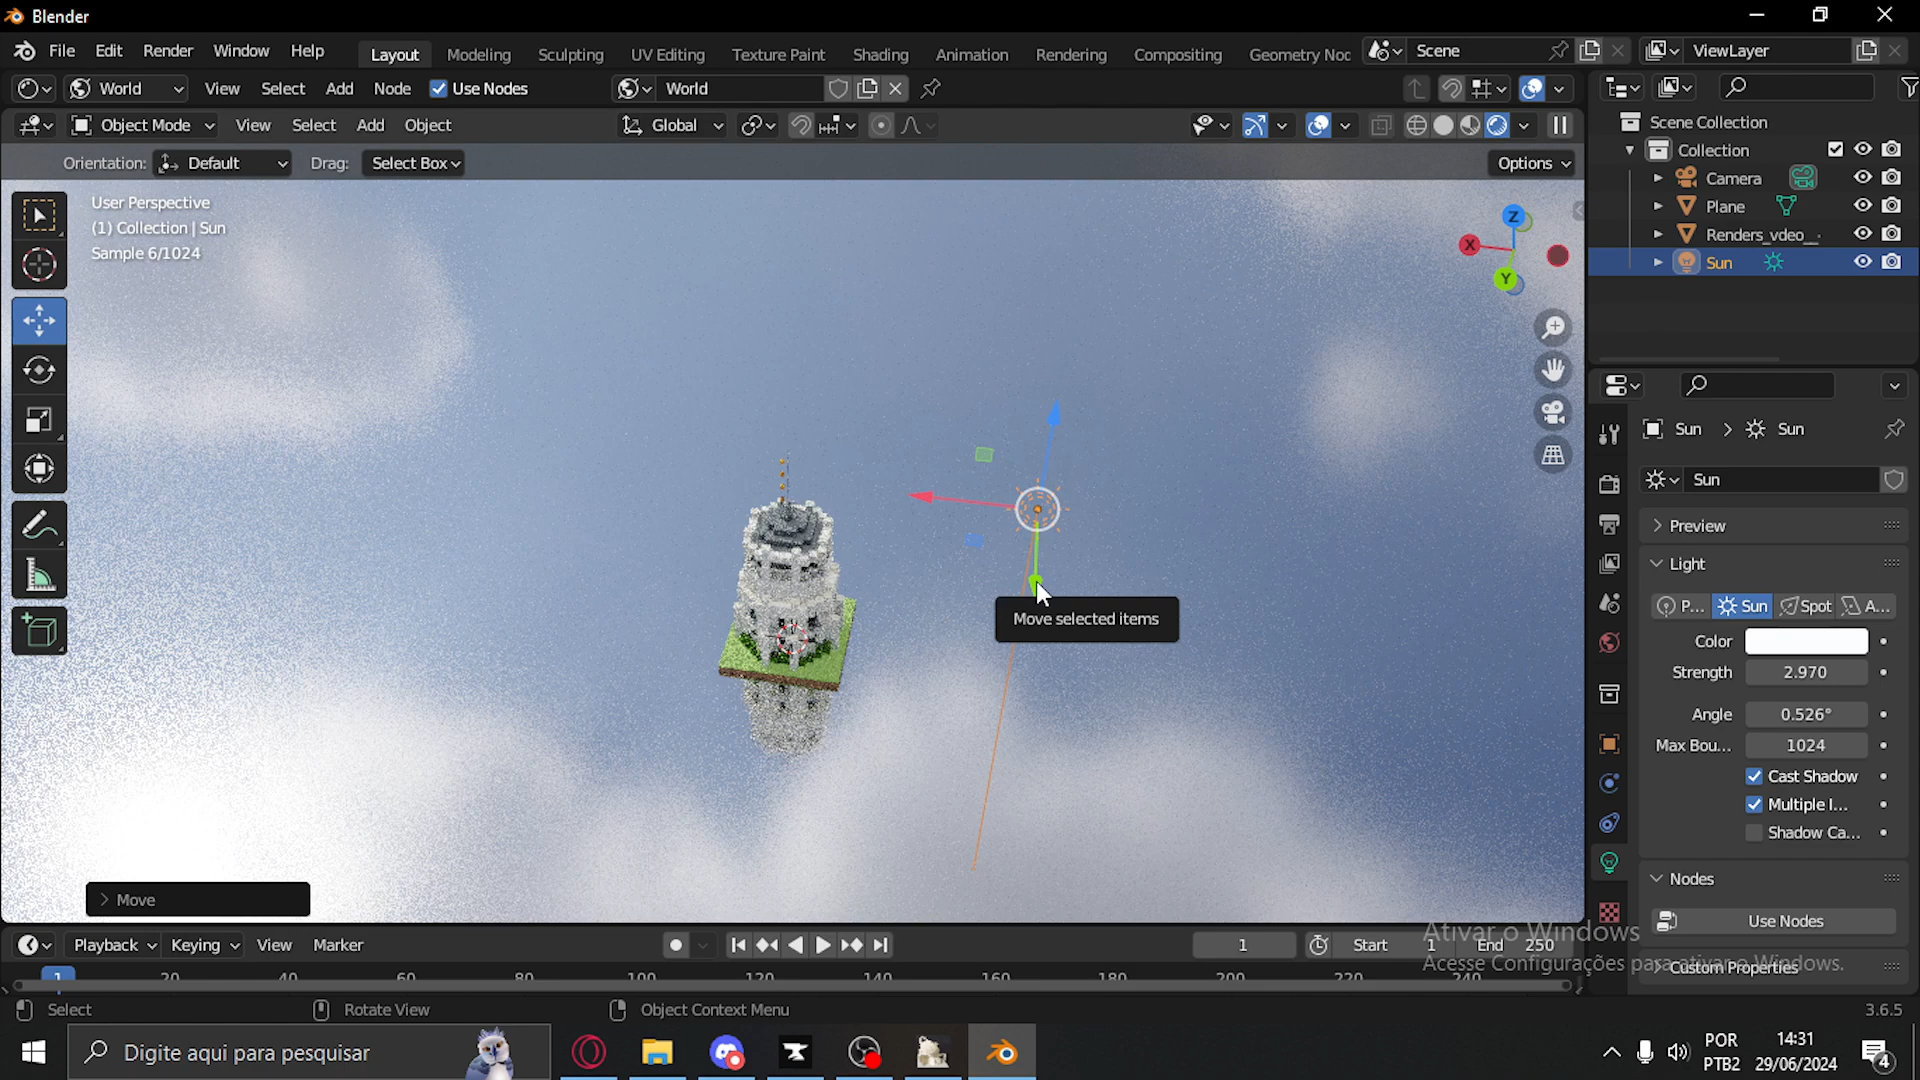 Blender
File Edit Render Window Help Layout Modeling Sculpting UV Editing Texture Paint Shading Animation Rendering Compositing Geometry Noc Scene ViewLayer
World View Select Add Node Use Nodes World
Object Mode View Select Add Object Global
Orientation: Default Drag: Select Box Options
User Perspective
(1) Collection | Sun
Sample 6/1024
Z
X
Y
Move selected items
Move
Scene Collection
Collection
Camera
Plane
Renders_vdeo__
Sun
Sun > Sun
Sun
Preview
Light
P... Sun Spot A...
Color
Strength 2.970
Angle 0.526°
Max Bou... 1024
Cast Shadow
Multiple I...
Shadow Ca...
Nodes
Use Nodes
Custom Properties
Ativar o Windows
Acesse Configurações para ativar o Windows.
Playback Keying View Marker 1 Start 1 End 250
1 20 40 60 80 100 120 140 160 180 200 220 240
Select Rotate View Object Context Menu 3.6.5
Digite aqui para pesquisar
POR
PTB2
14:31
29/06/2024
4